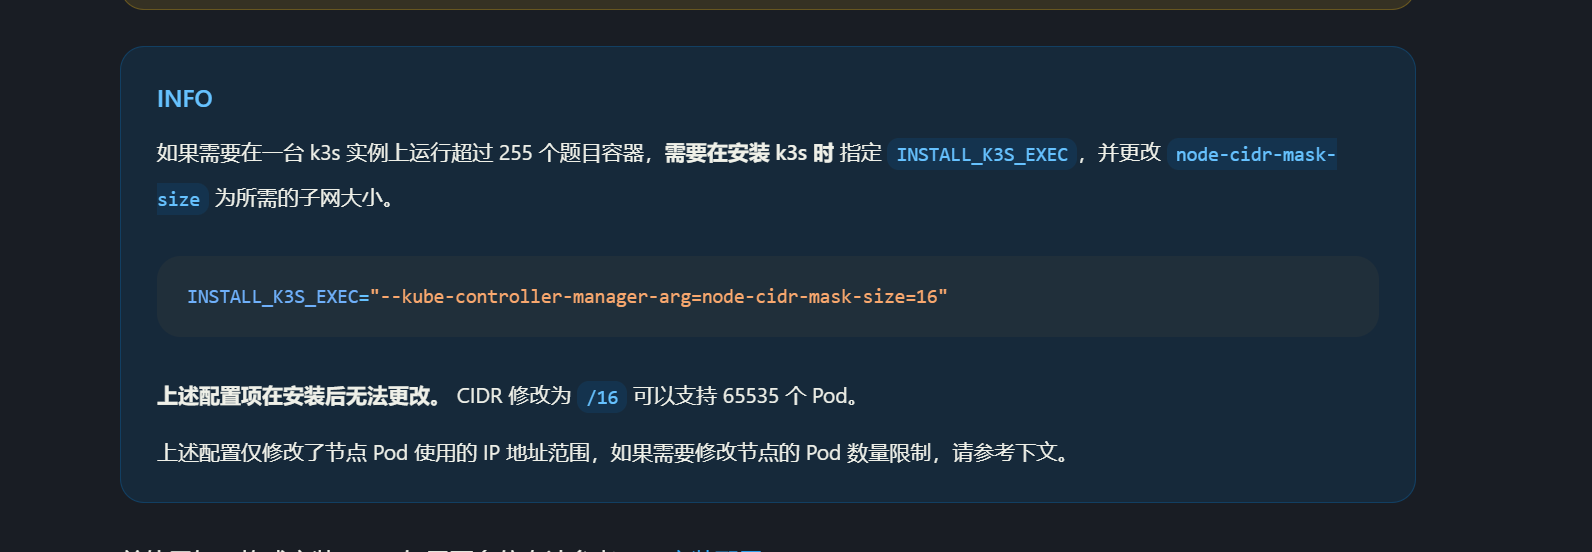 INFO
如果需要在一台 k3s 实例上运行超过 255 个题目容器，需要在安装 k3s 时 指定 INSTALL_K3S_EXEC，并更改 node-cidr-mask-
size 为所需的子网大小。
INSTALL_K3S_EXEC="--kube-controller-manager-arg=node-cidr-mask-size=16"
上述配置项在安装后无法更改。 CIDR 修改为 /16 可以支持 65535 个 Pod。
上述配置仅修改了节点 Pod 使用的 IP 地址范围，如果需要修改节点的 Pod 数量限制，请参考下文。